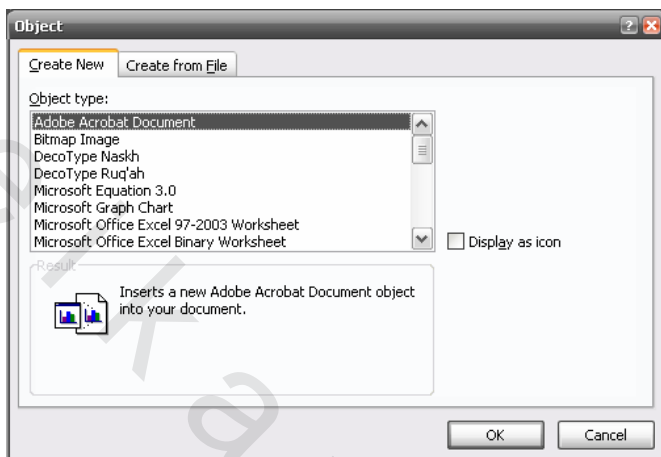 Object
Create New
Create from File
Object type:
Adobe Acrobat Document
Bitmap Image
DecoType Naskh
DecoType Ruq'ah
Microsoft Equation 3.0
Microsoft Graph Chart
Microsoft Office Excel 97-2003 Worksheet
Microsoft Office Excel Binary Worksheet
Display as icon
Result
Inserts a new Adobe Acrobat Document object
into your document.
OK
Cancel